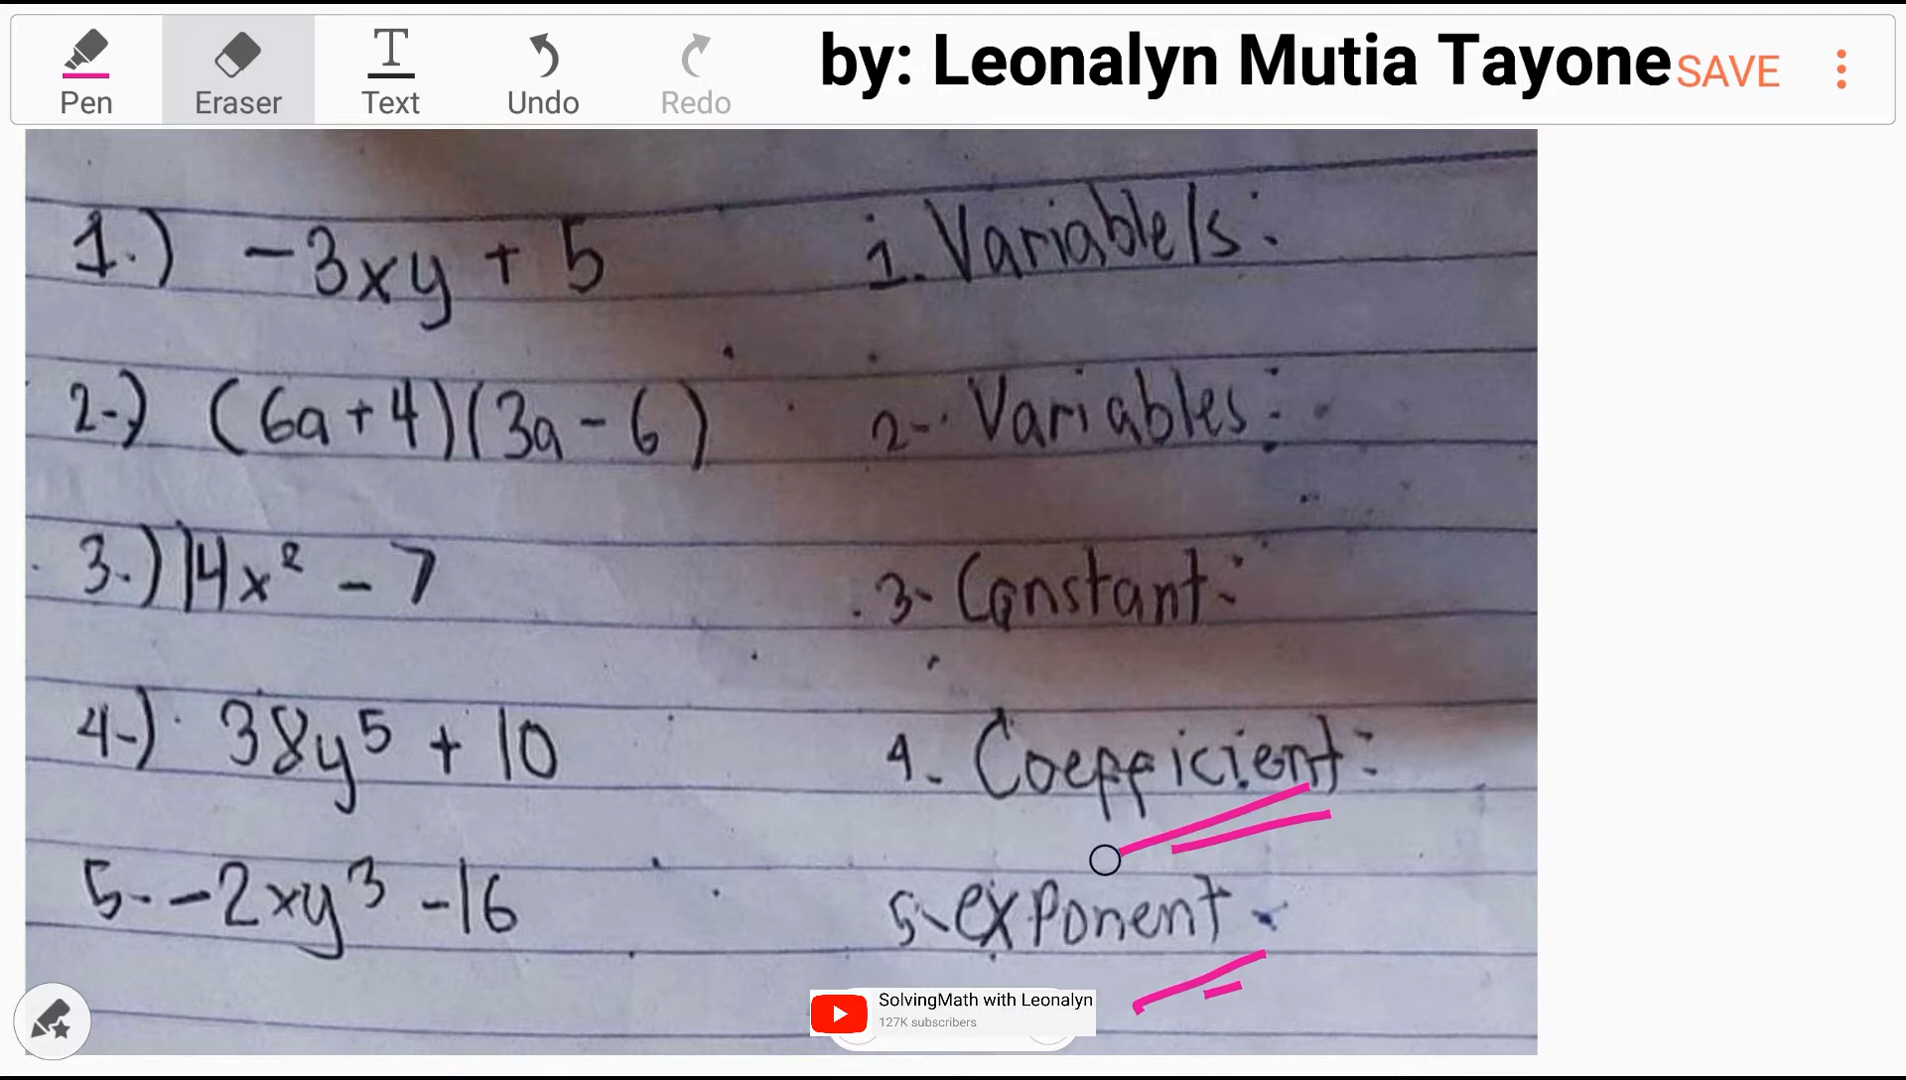 Pen
Eraser
T
Text
Undo
Redo
by: Leonalyn Mutia Tayone
SAVE
1.) -3xy + 5
1. Variable/s:
2-) (6a+4)(3a-6)
2- Variables:
3-) 14x² - 7
3- Constant:
4-) 38y⁵ + 10
4- Coefficient:
5- -2xy³ -16
5-exponent -
SolvingMath with Leonalyn
127K subscribers